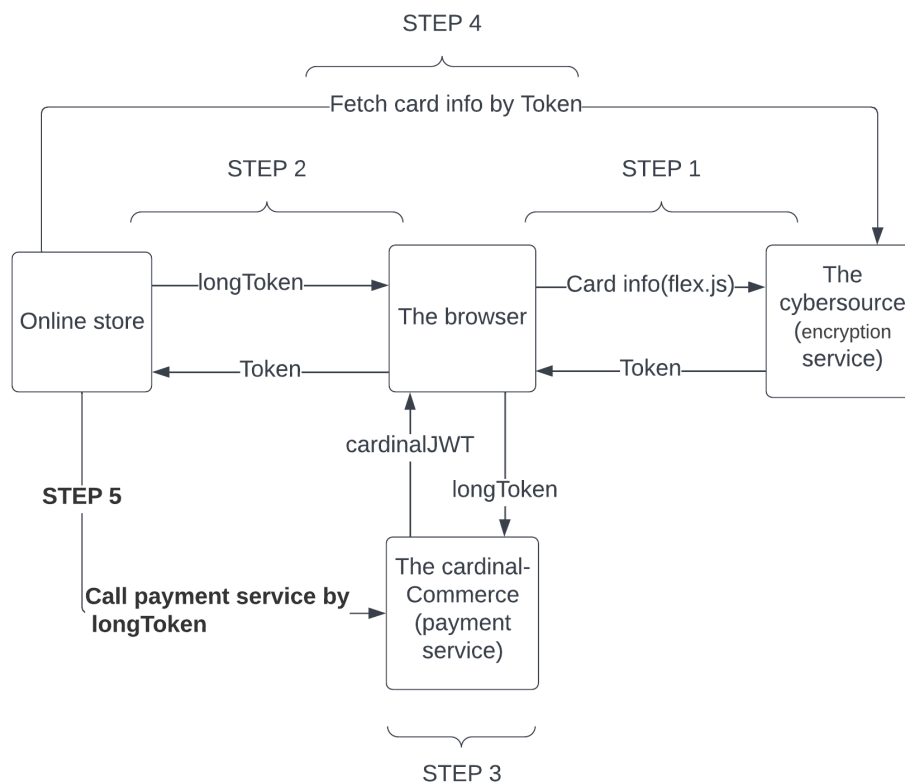 STEP 4
Fetch card info by Token
STEP 2
STEP 1
longToken
Card info(flex.js)
Online store
The browser
The
cybersource
(encryption
service)
Token
Token
cardinalJWT
longToken
STEP 5
Call payment service by
longToken
The cardinal-
Commerce
(payment
service)
STEP 3